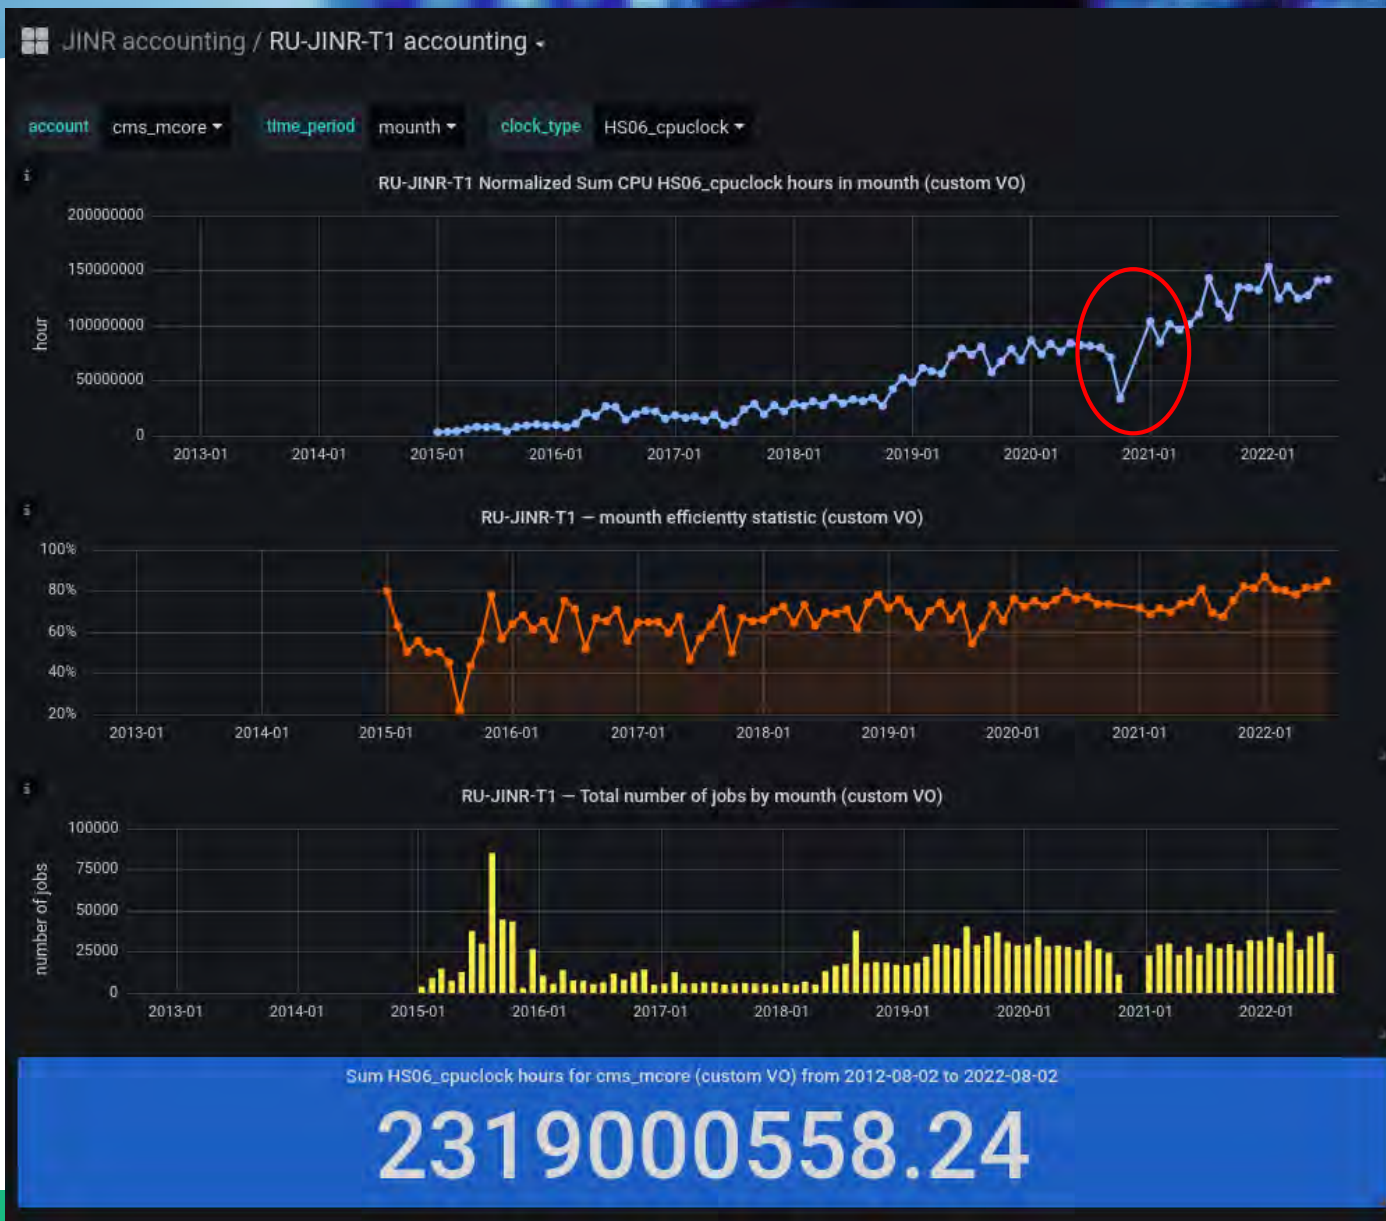 JINR accounting / RU-JINR-T1 accounting
account cms_mcore time_period mounth clock_type HS06_cpuclock
RU-JINR-T1 Normalized Sum CPU HS06_cpuclock hours in mounth (custom VO)
200000000
150000000
100000000
50000000
0
hour
2013-01 2014-01 2015-01 2016-01 2017-01 2018-01 2019-01 2020-01 2021-01 2022-01
RU-JINR-T1 — mounth efficientty statistic (custom VO)
100%
80%
60%
40%
20%
2013-01 2014-01 2015-01 2016-01 2017-01 2018-01 2019-01 2020-01 2021-01 2022-01
RU-JINR-T1 — Total number of jobs by mounth (custom VO)
100000
75000
50000
25000
0
number of jobs
2013-01 2014-01 2015-01 2016-01 2017-01 2018-01 2019-01 2020-01 2021-01 2022-01
Sum HS06_cpuclock hours for cms_mcore (custom VO) from 2012-08-02 to 2022-08-02
2319000558.24